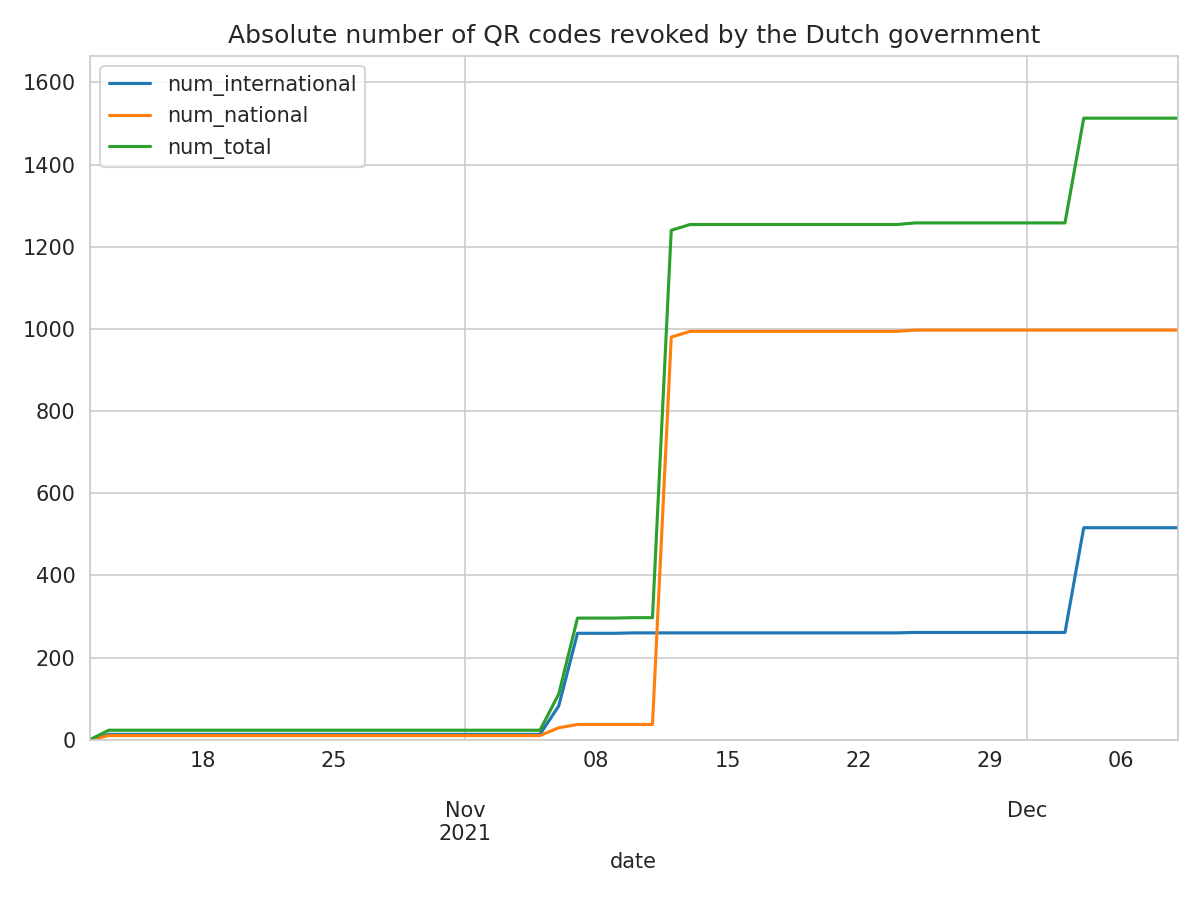 Absolute number of QR codes revoked by the Dutch government
num_international
num_national
num_total
1600
1400
1200
1000
800
600
400
200
0
18 25 08 15 22 29 06
Nov Dec
2021
date